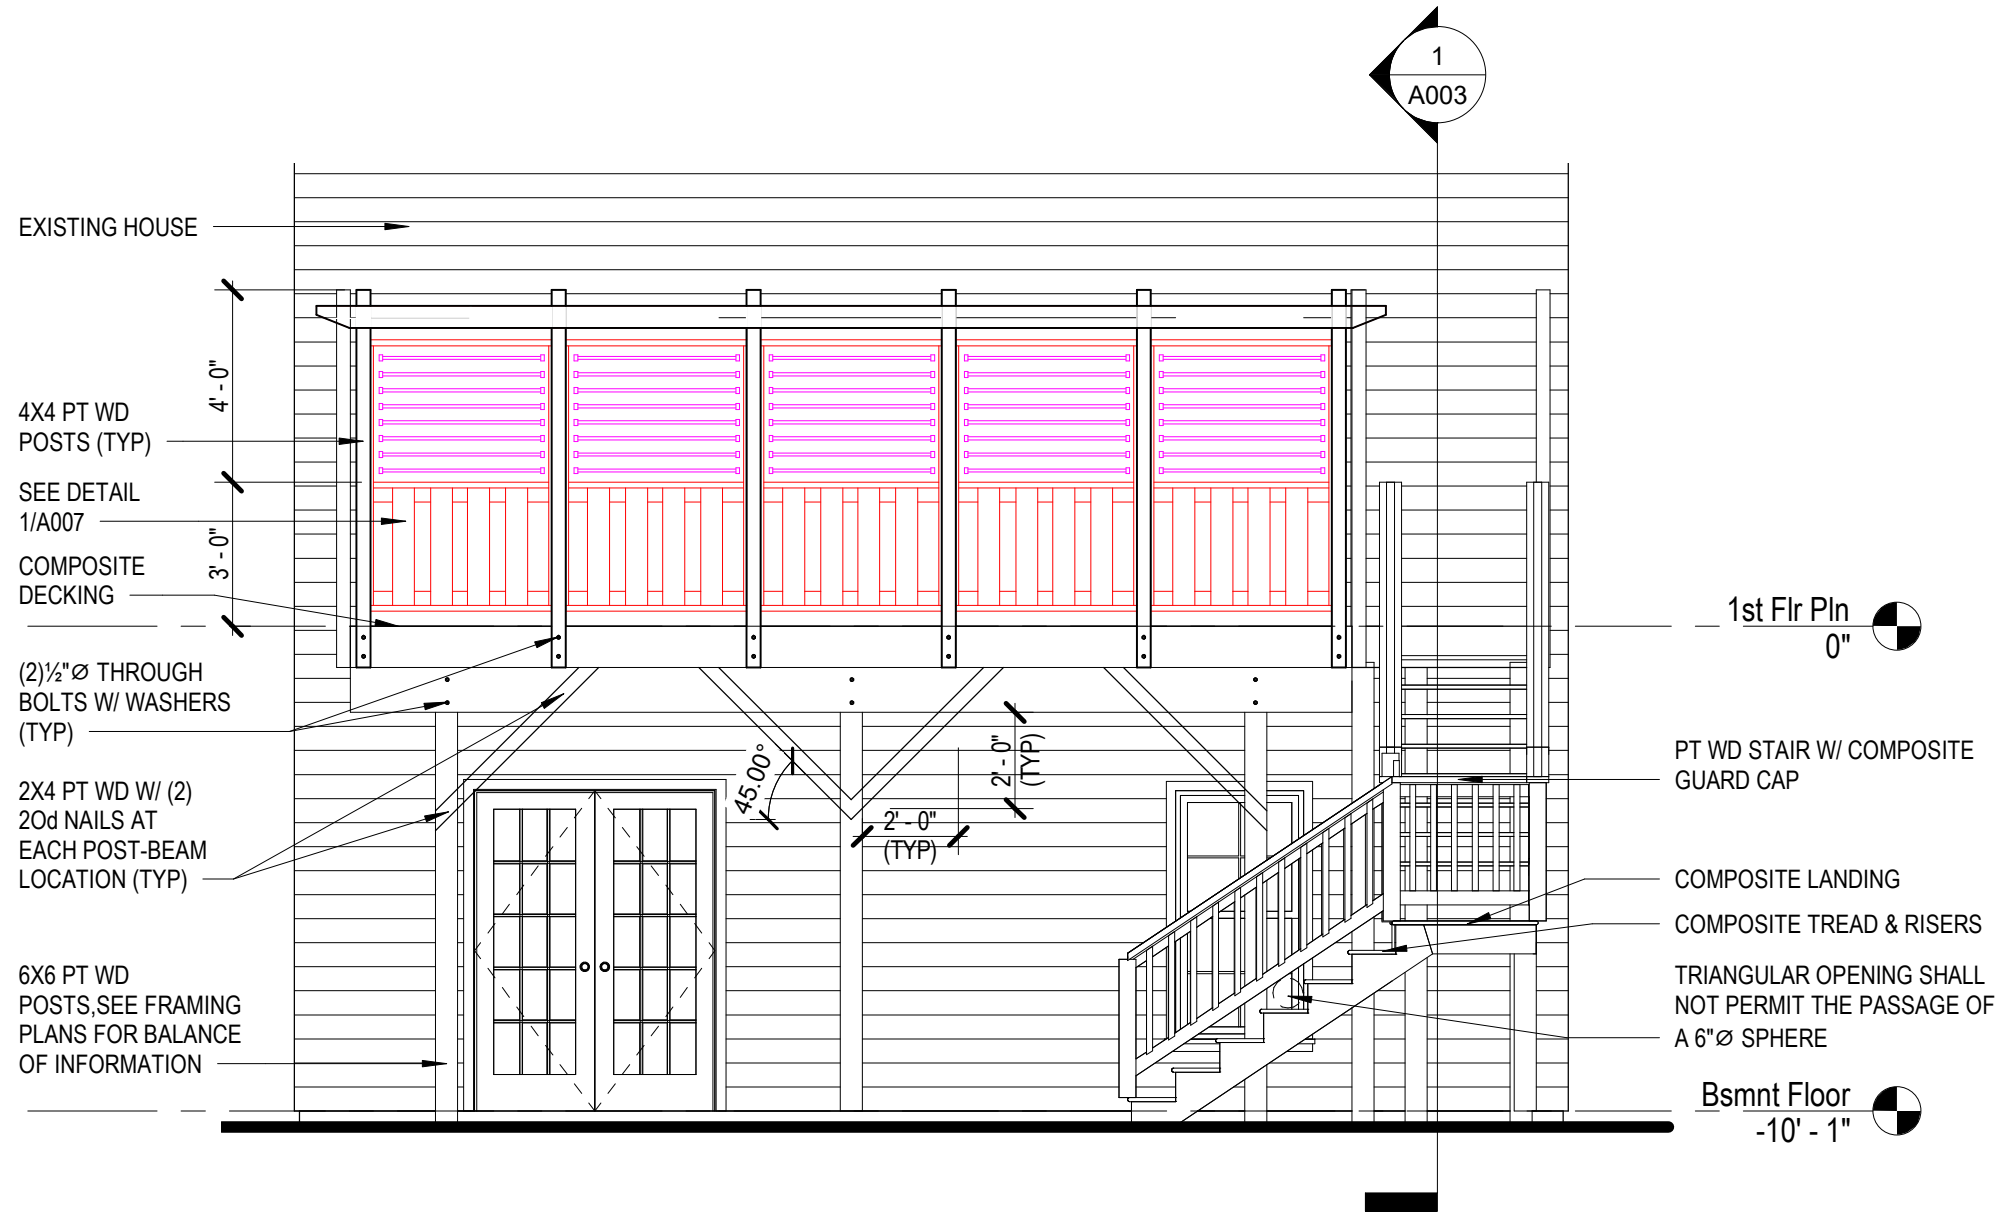 1
A003
EXISTING HOUSE
4' - 0"
4X4 PT WD
POSTS (TYP)
SEE DETAIL
1/A007
3' - 0"
COMPOSITE
DECKING
(2)½"Ø THROUGH
BOLTS W/ WASHERS
(TYP)
2X4 PT WD W/ (2)
2Od NAILS AT
EACH POST-BEAM
LOCATION (TYP)
6X6 PT WD
POSTS,SEE FRAMING
PLANS FOR BALANCE
OF INFORMATION
45.00°
2' - 0"
(TYP)
2' - 0"
(TYP)
1st Flr Pln
0"
PT WD STAIR W/ COMPOSITE
GUARD CAP
COMPOSITE LANDING
COMPOSITE TREAD & RISERS
TRIANGULAR OPENING SHALL
NOT PERMIT THE PASSAGE OF
A 6"Ø SPHERE
Bsmnt Floor
-10' - 1"